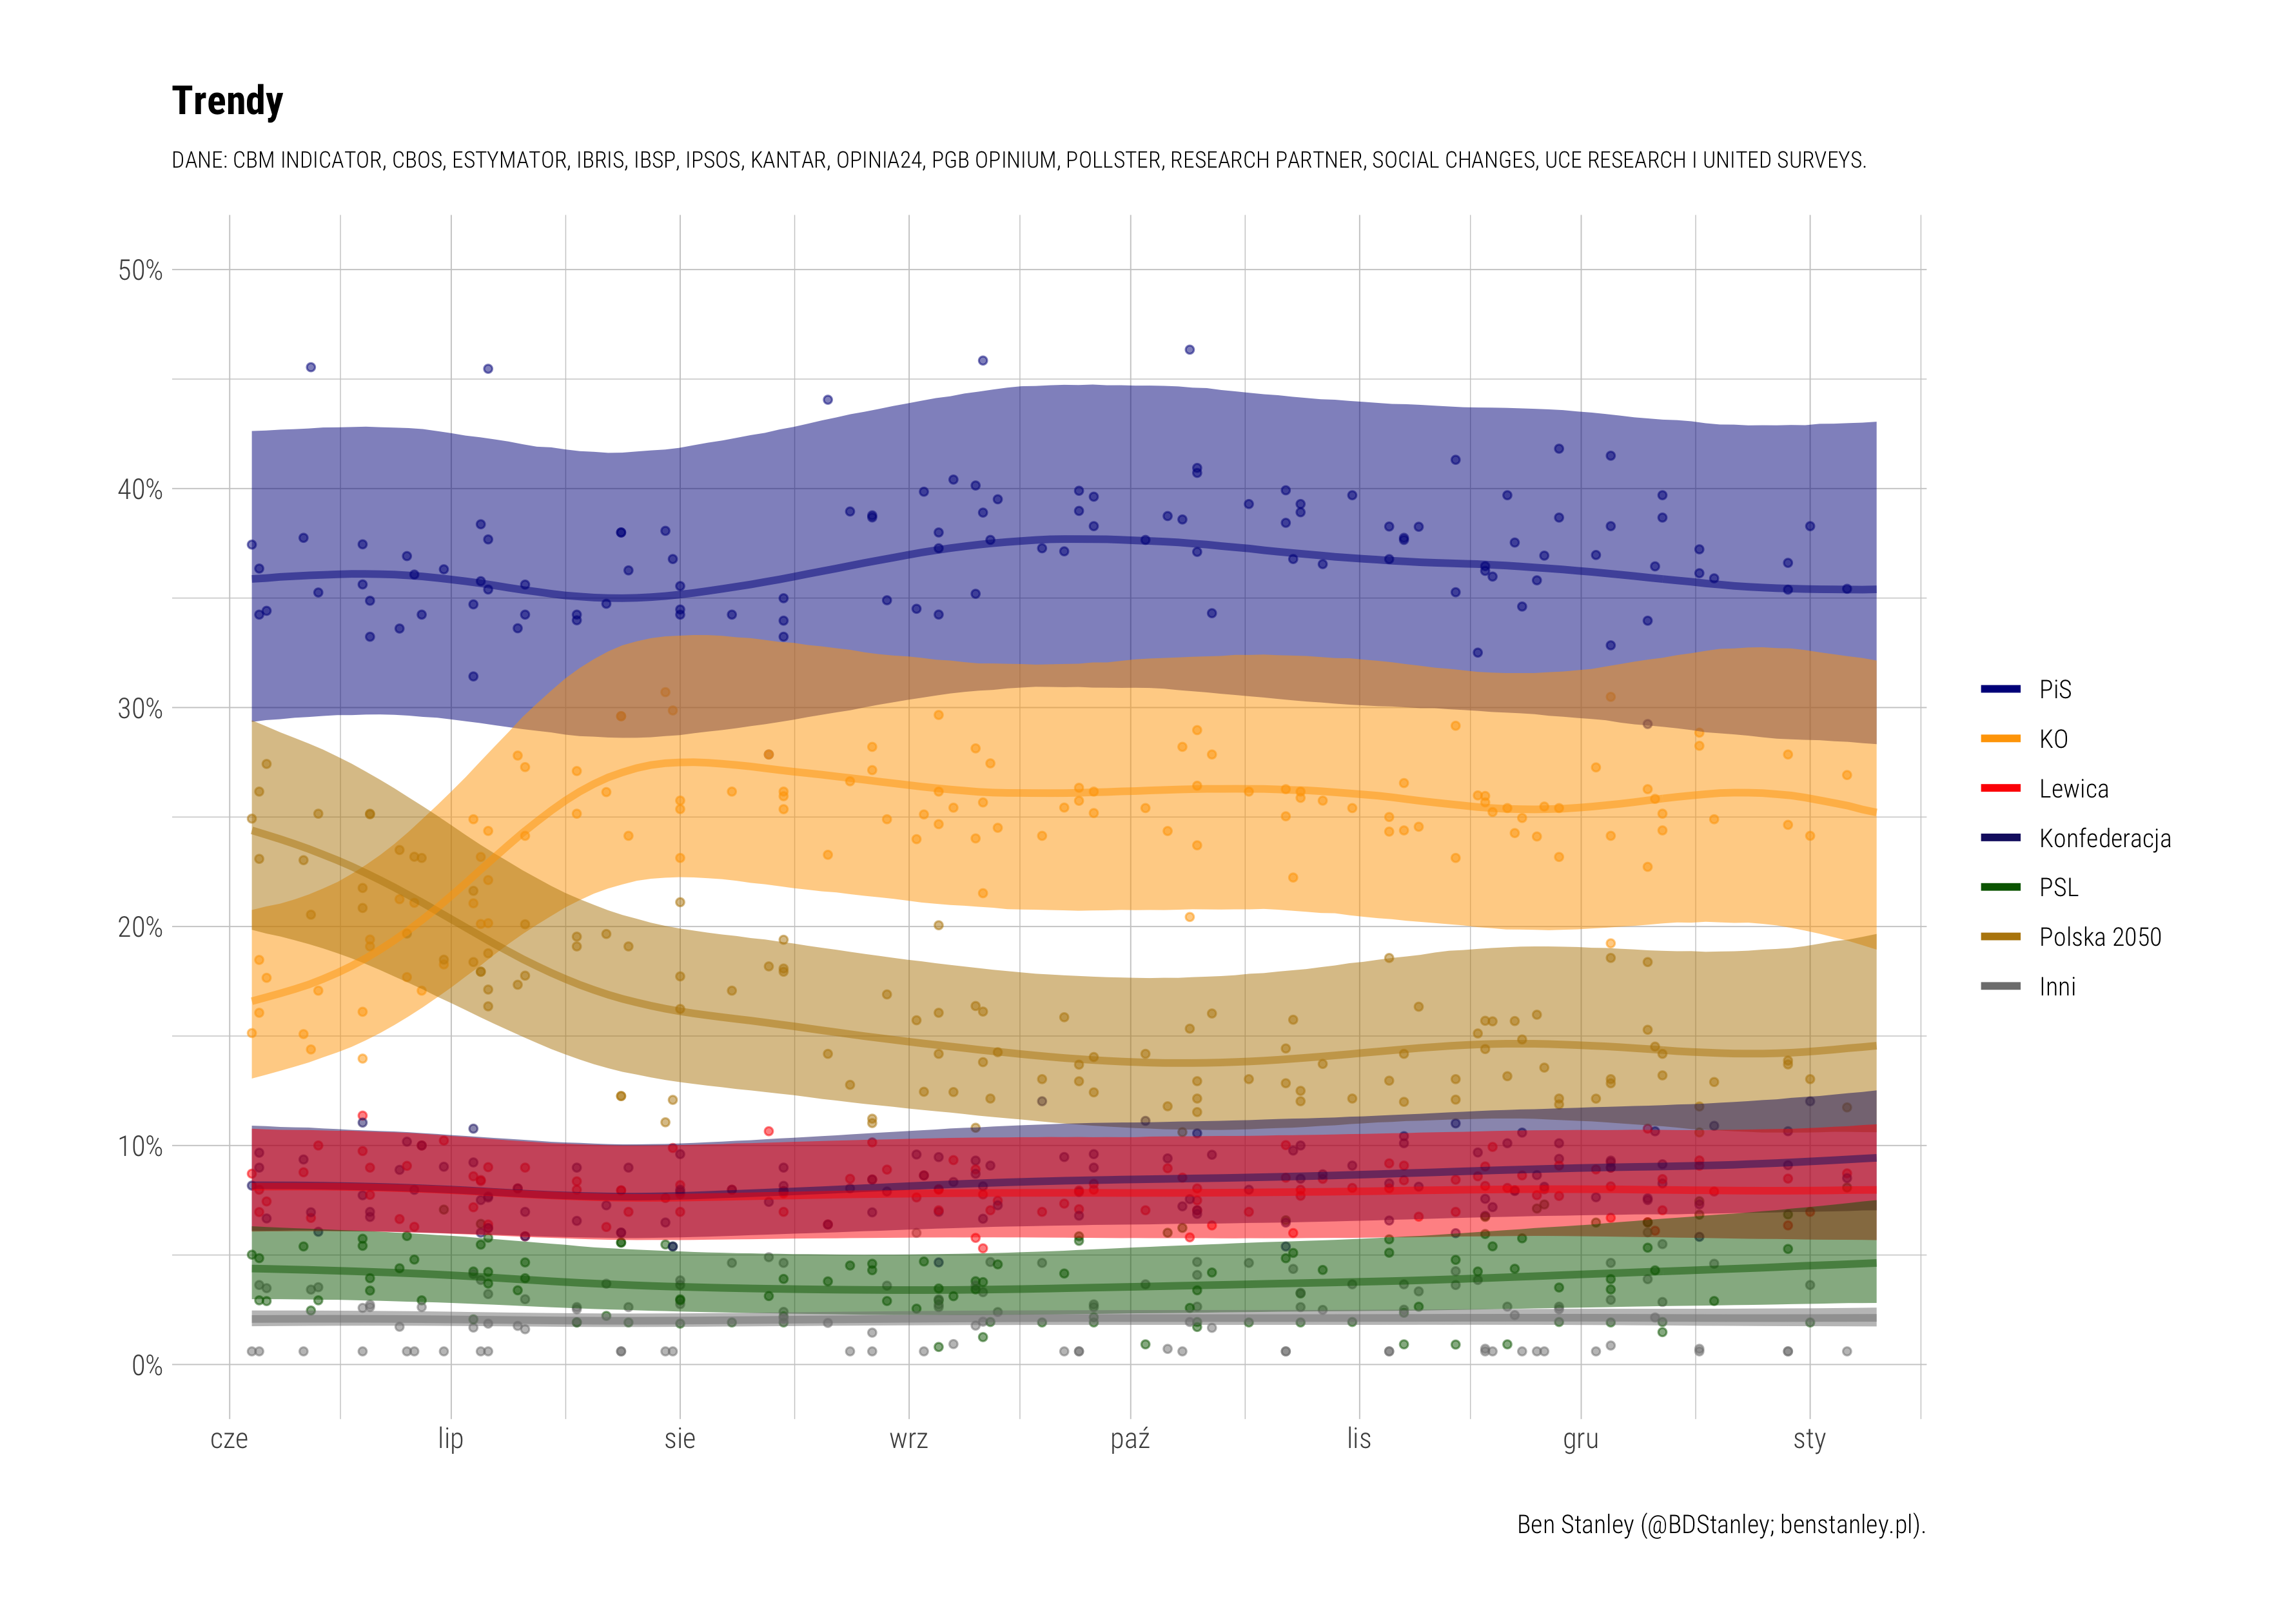 Trendy
DANE: CBM INDICATOR, CBOS, ESTYMATOR, IBRIS, IBSP, IPSOS, KANTAR, OPINIA24, PGB OPINIUM, POLLSTER, RESEARCH PARTNER, SOCIAL CHANGES, UCE RESEARCH I UNITED SURVEYS.
50%
40%
30%
20%
10%
0%
cze lip sie wrz paź lis gru sty
PiS
KO
Lewica
Konfederacja
PSL
Polska 2050
Inni
Ben Stanley (@BDStanley; benstanley.pl).